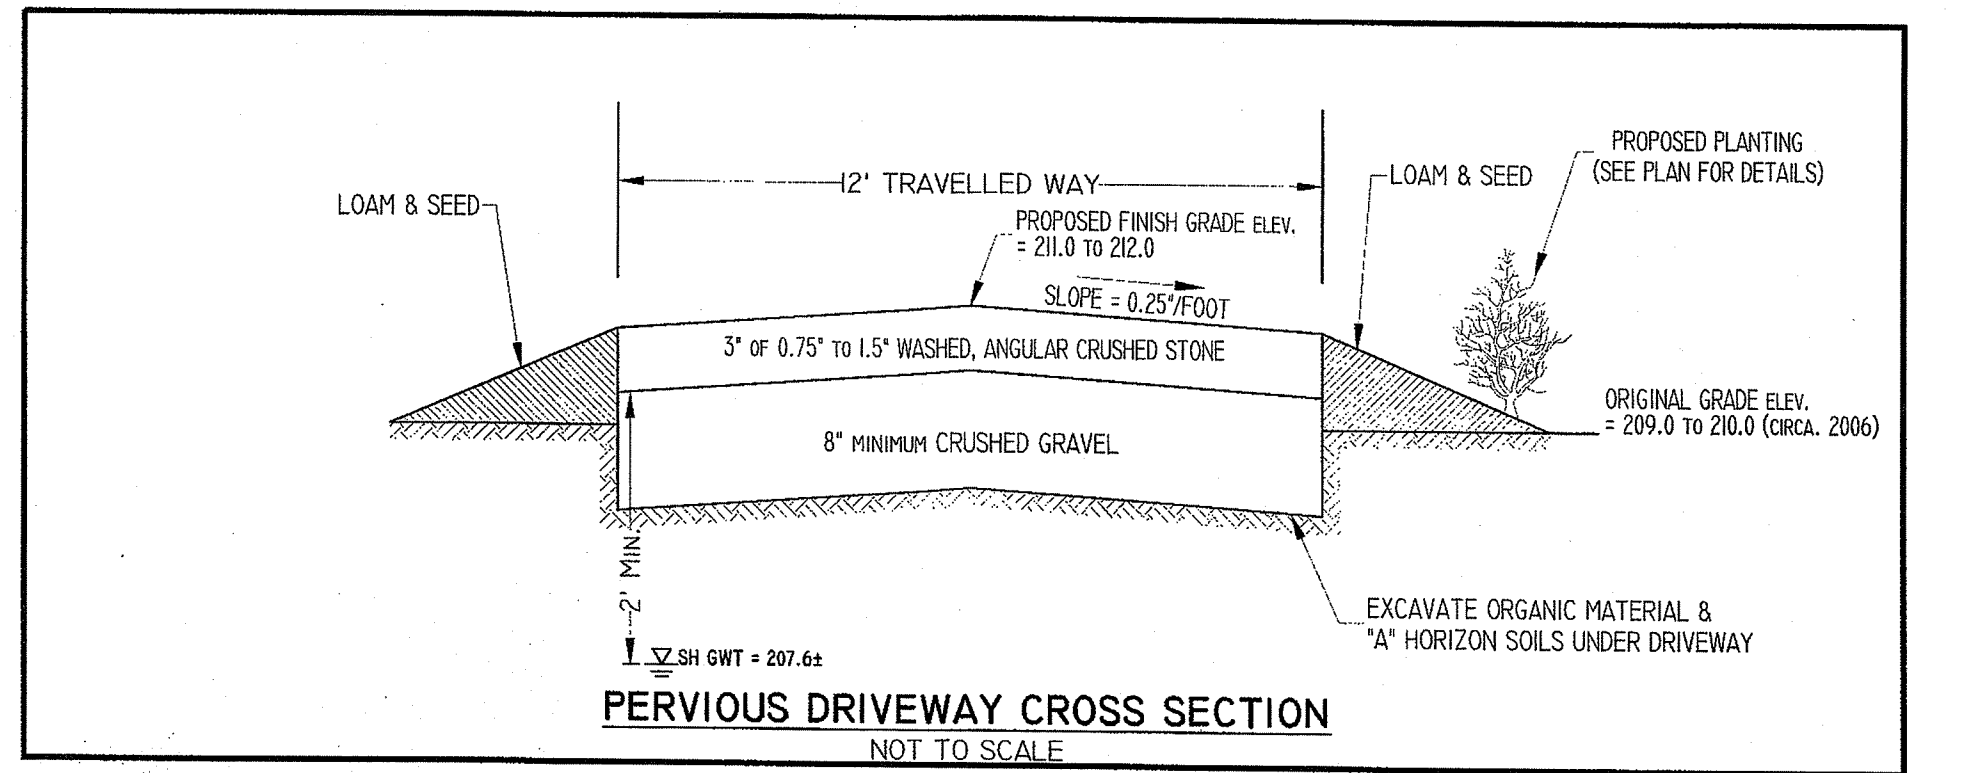 PROPOSED PLANTING
(SEE PLAN FOR DETAILS)
12' TRAVELLED WAY
LOAM & SEED
LOAM & SEED
PROPOSED FINISH GRADE ELEV.
= 211.0 TO 212.0
SLOPE = 0.25"/FOOT
3" OF 0.75" TO 1.5" WASHED, ANGULAR CRUSHED STONE
ORIGINAL GRADE ELEV.
= 209.0 TO 210.0 (CIRCA. 2006)
8" MINIMUM CRUSHED GRAVEL
2' MIN.
EXCAVATE ORGANIC MATERIAL &
"A" HORIZON SOILS UNDER DRIVEWAY
SH GWT = 207.6±
PERVIOUS DRIVEWAY CROSS SECTION
NOT TO SCALE